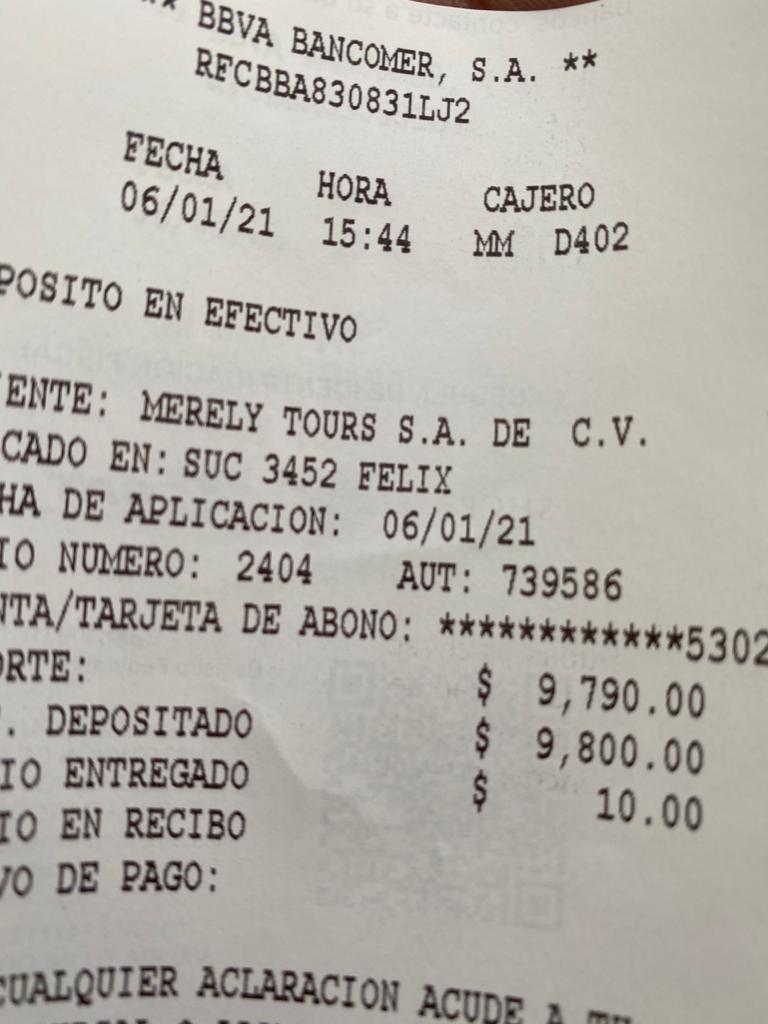 ** BBVA BANCOMER, S.A. **
RFCBBA830831LJ2
FECHA HORA CAJERO
06/01/21 15:44 MM D402
POSITO EN EFECTIVO
ENTE: MERELY TOURS S.A. DE C.V.
CADO EN: SUC 3452 FELIX
HA DE APLICACION: 06/01/21
IO NUMERO: 2404 AUT: 739586
NTA/TARJETA DE ABONO: ************5302
ORTE: $ 9,790.00
. DEPOSITADO $ 9,800.00
IO ENTREGADO $ 10.00
IO EN RECIBO
VO DE PAGO:
CUALQUIER ACLARACION ACUDE A TU